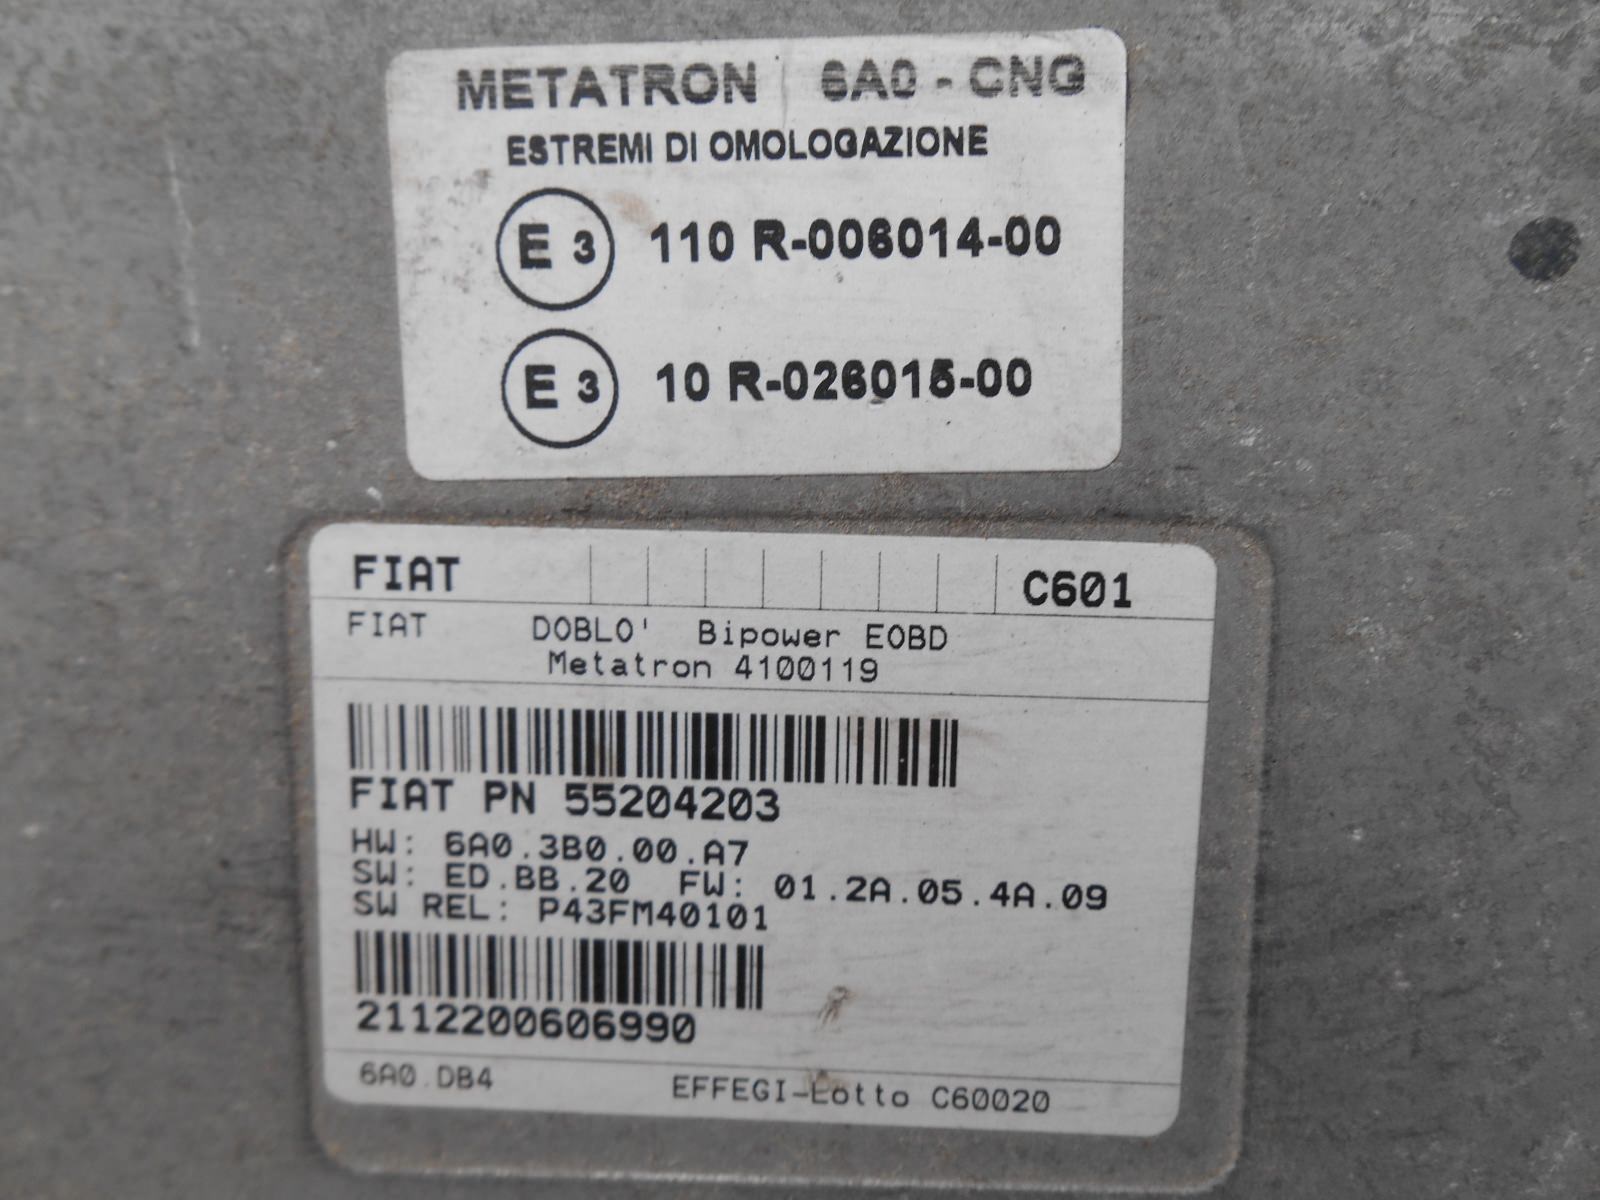 METATRON 6A0 - CNG
ESTREMI DI OMOLOGAZIONE
E 3 110 R-006014-00
E 3 10 R-026015-00
FIAT C601
FIAT DOBLO' Bipower EOBD
Metatron 4100119
FIAT PN 55204203
HW: 6A0.3B0.00.A7
SW: ED.BB.20 FW: 01.2A.05.4A.09
SW REL: P43FM40101
2112200606990
6A0.DB4 EFFEGI-Lotto C60020